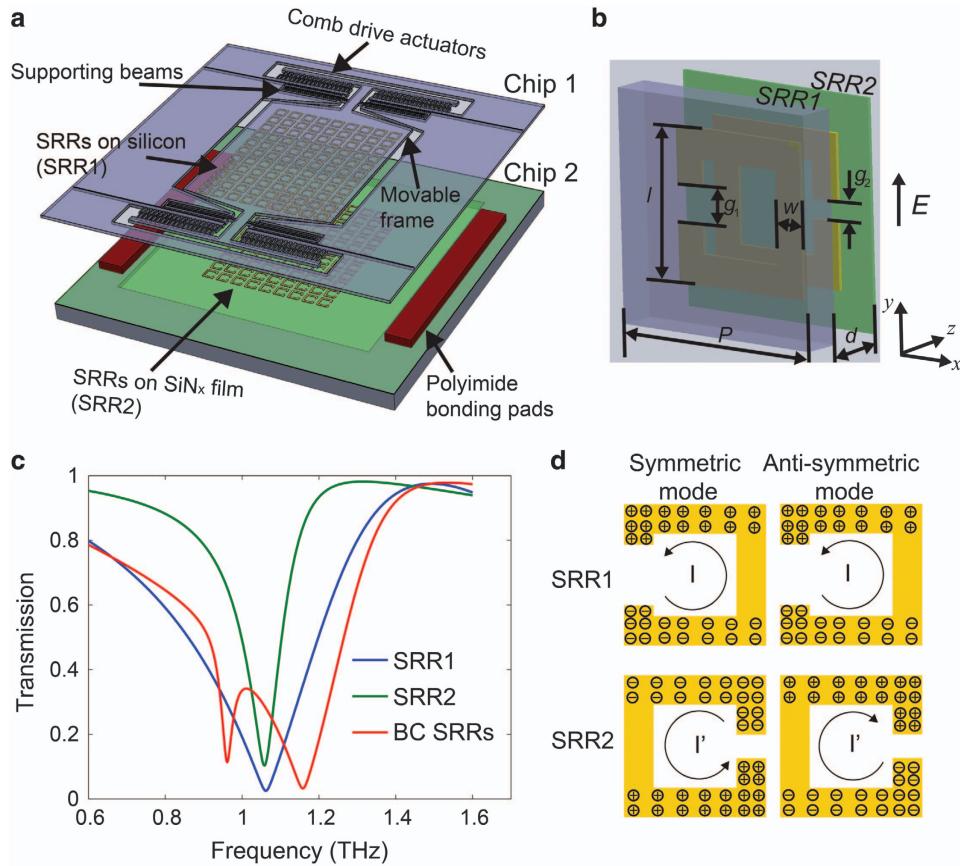 a
Comb drive actuators
Supporting beams
Chip 1
SRRs on silicon
(SRR1)
Chip 2
Movable
frame
SRRs on SiNx film
(SRR2)
Polyimide
bonding pads
b
SRR2
SRR1
l
g1
w
g2
E
P
d
y
z
x
c
1
0.8
0.6
0.4
0.2
0
Transmission
SRR1
SRR2
BC SRRs
0.6 0.8 1 1.2 1.4 1.6
Frequency (THz)
d
Symmetric
mode
Anti-symmetric
mode
SRR1
I
I
SRR2
I'
I'